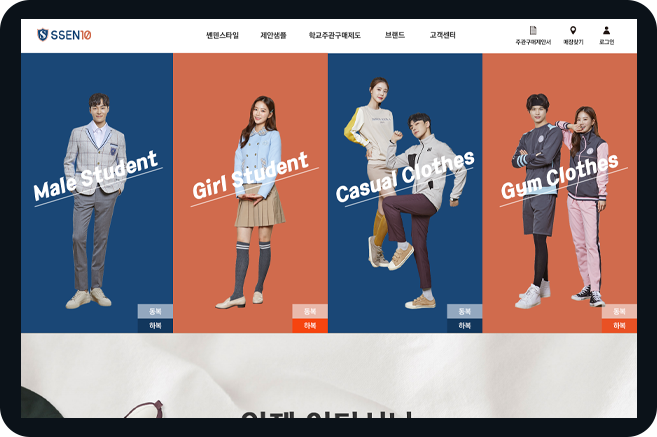 SSEN10
쎈텐스타일 제안샘플 학교주관구매제도 브랜드 고객센터
주관구매제안서 매장찾기 로그인
Male Student
Girl Student
Casual Clothes
Gym Clothes
동복 동복 동복 동복
하복 하복 하복 하복